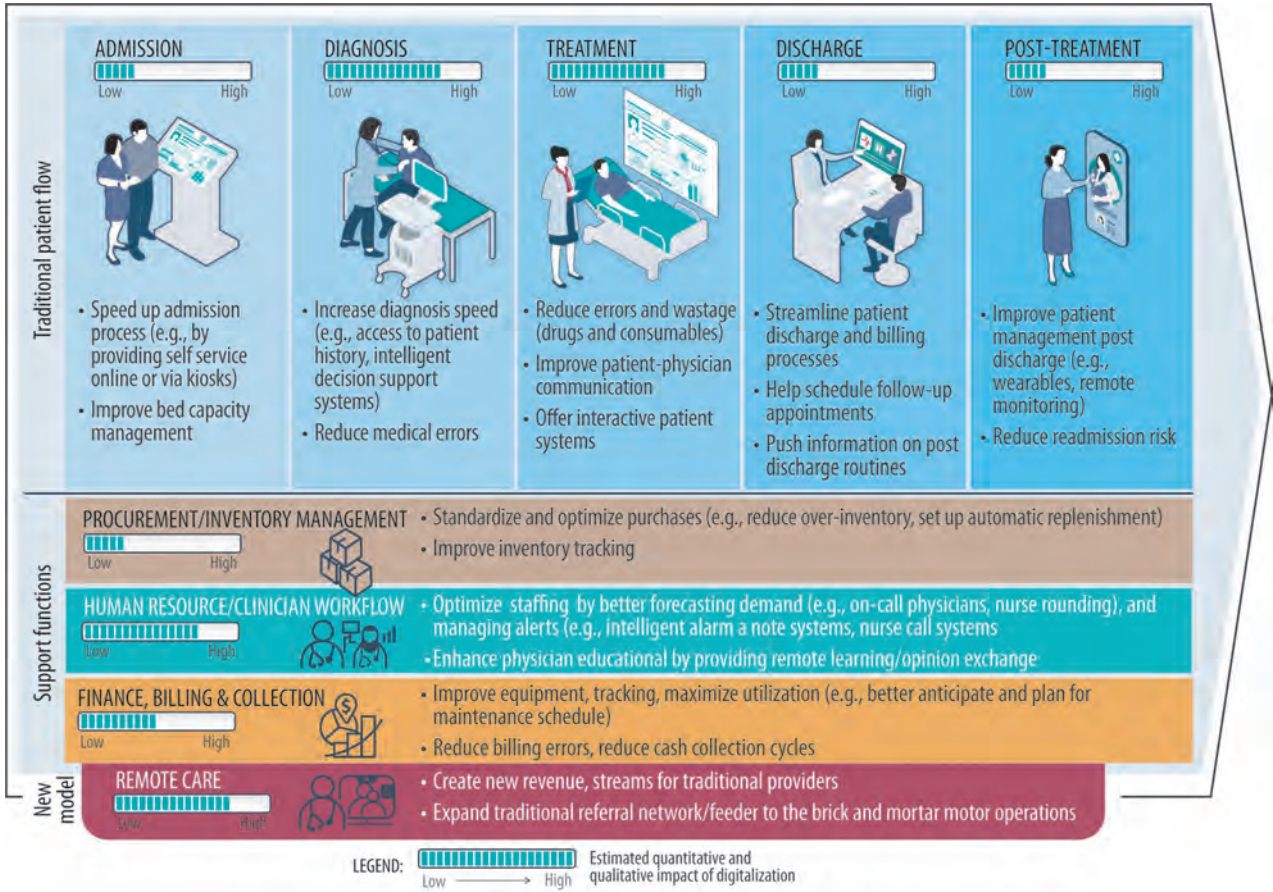 Traditional patient flow
ADMISSION
Low High
• Speed up admission
process (e.g., by
providing self service
online or via kiosks)
• Improve bed capacity
management
DIAGNOSIS
Low High
• Increase diagnosis speed
(e.g., access to patient
history, intelligent
decision support
systems)
• Reduce medical errors
TREATMENT
Low High
• Reduce errors and wastage
(drugs and consumables)
• Improve patient-physician
communication
• Offer interactive patient
systems
DISCHARGE
Low High
• Streamline patient
discharge and billing
processes
• Help schedule follow-up
appointments
• Push information on post
discharge routines
POST-TREATMENT
Low High
• Improve patient
management post
discharge (e.g.,
wearables, remote
monitoring)
• Reduce readmission risk
Support functions
PROCUREMENT/INVENTORY MANAGEMENT
Low High
• Standardize and optimize purchases (e.g., reduce over-inventory, set up automatic replenishment)
• Improve inventory tracking
HUMAN RESOURCE/CLINICIAN WORKFLOW
Low High
• Optimize staffing by better forecasting demand (e.g., on-call physicians, nurse rounding), and
managing alerts (e.g., intelligent alarm a note systems, nurse call systems
• Enhance physician educational by providing remote learning/opinion exchange
FINANCE, BILLING & COLLECTION
Low High
$
• Improve equipment, tracking, maximize utilization (e.g., better anticipate and plan for
maintenance schedule)
• Reduce billing errors, reduce cash collection cycles
New
model
REMOTE CARE
Low High
• Create new revenue, streams for traditional providers
• Expand traditional referral network/feeder to the brick and mortar motor operations
LEGEND:
Low High
Estimated quantitative and
qualitative impact of digitalization